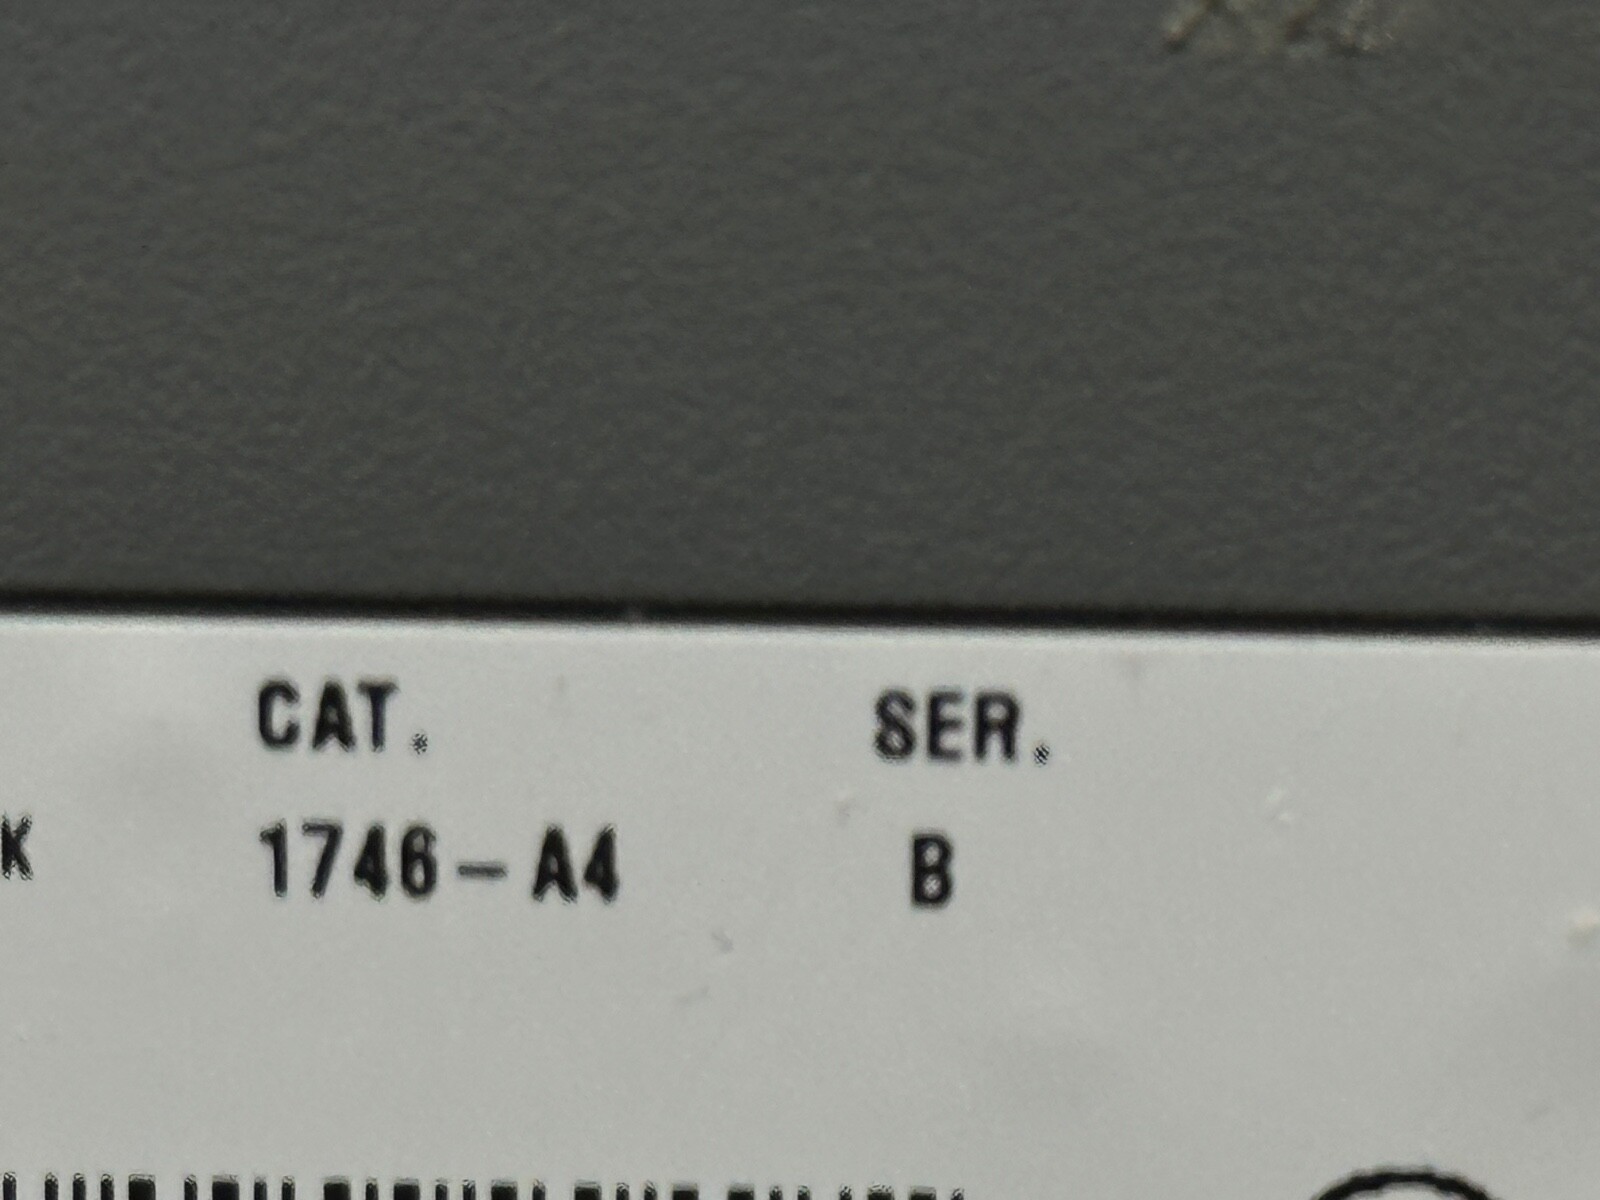 CAT. SER.
K 1746-A4 B